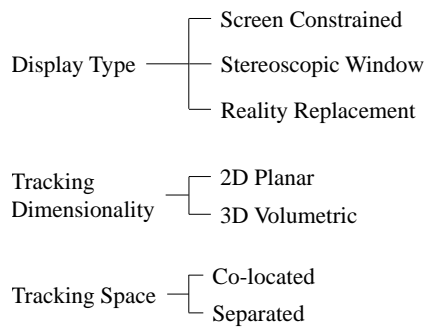 Screen Constrained
Display Type
Stereoscopic Window
Reality Replacement
Tracking
Dimensionality
2D Planar
3D Volumetric
Tracking Space
Co-located
Separated